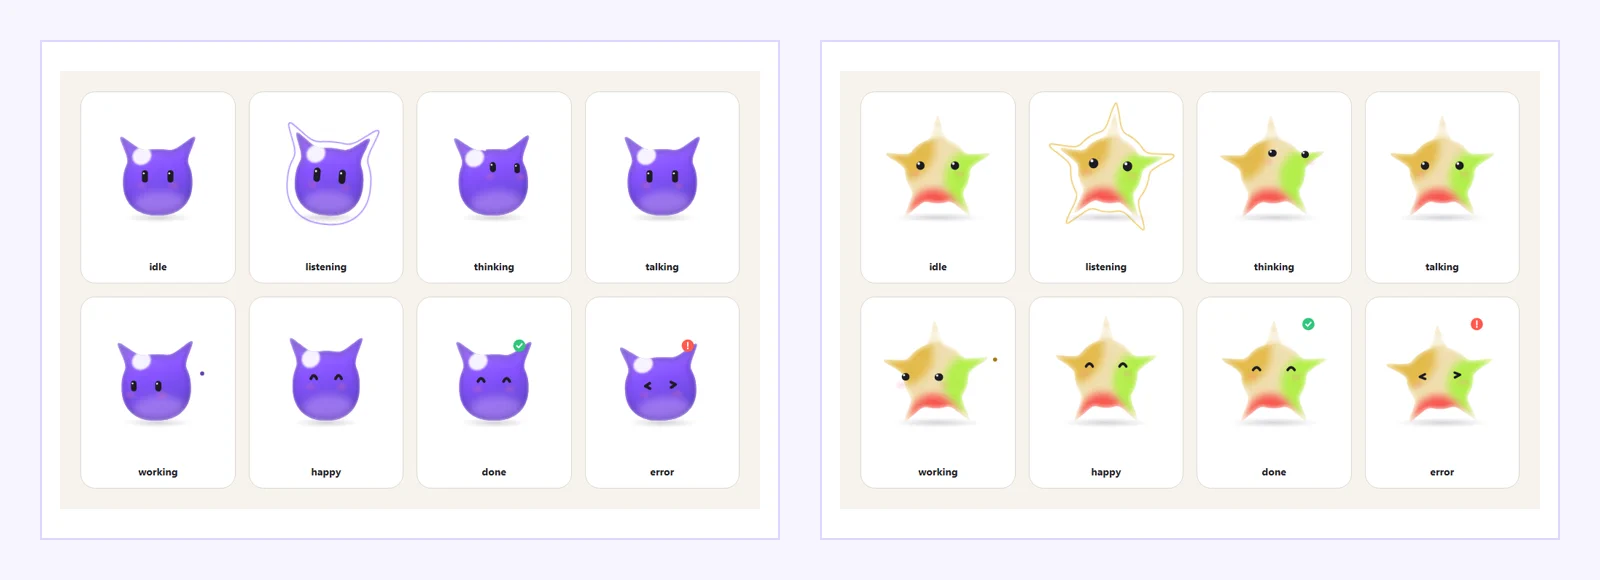 idle
listening
thinking
talking
working
happy
done
error
idle
listening
thinking
talking
working
happy
done
error